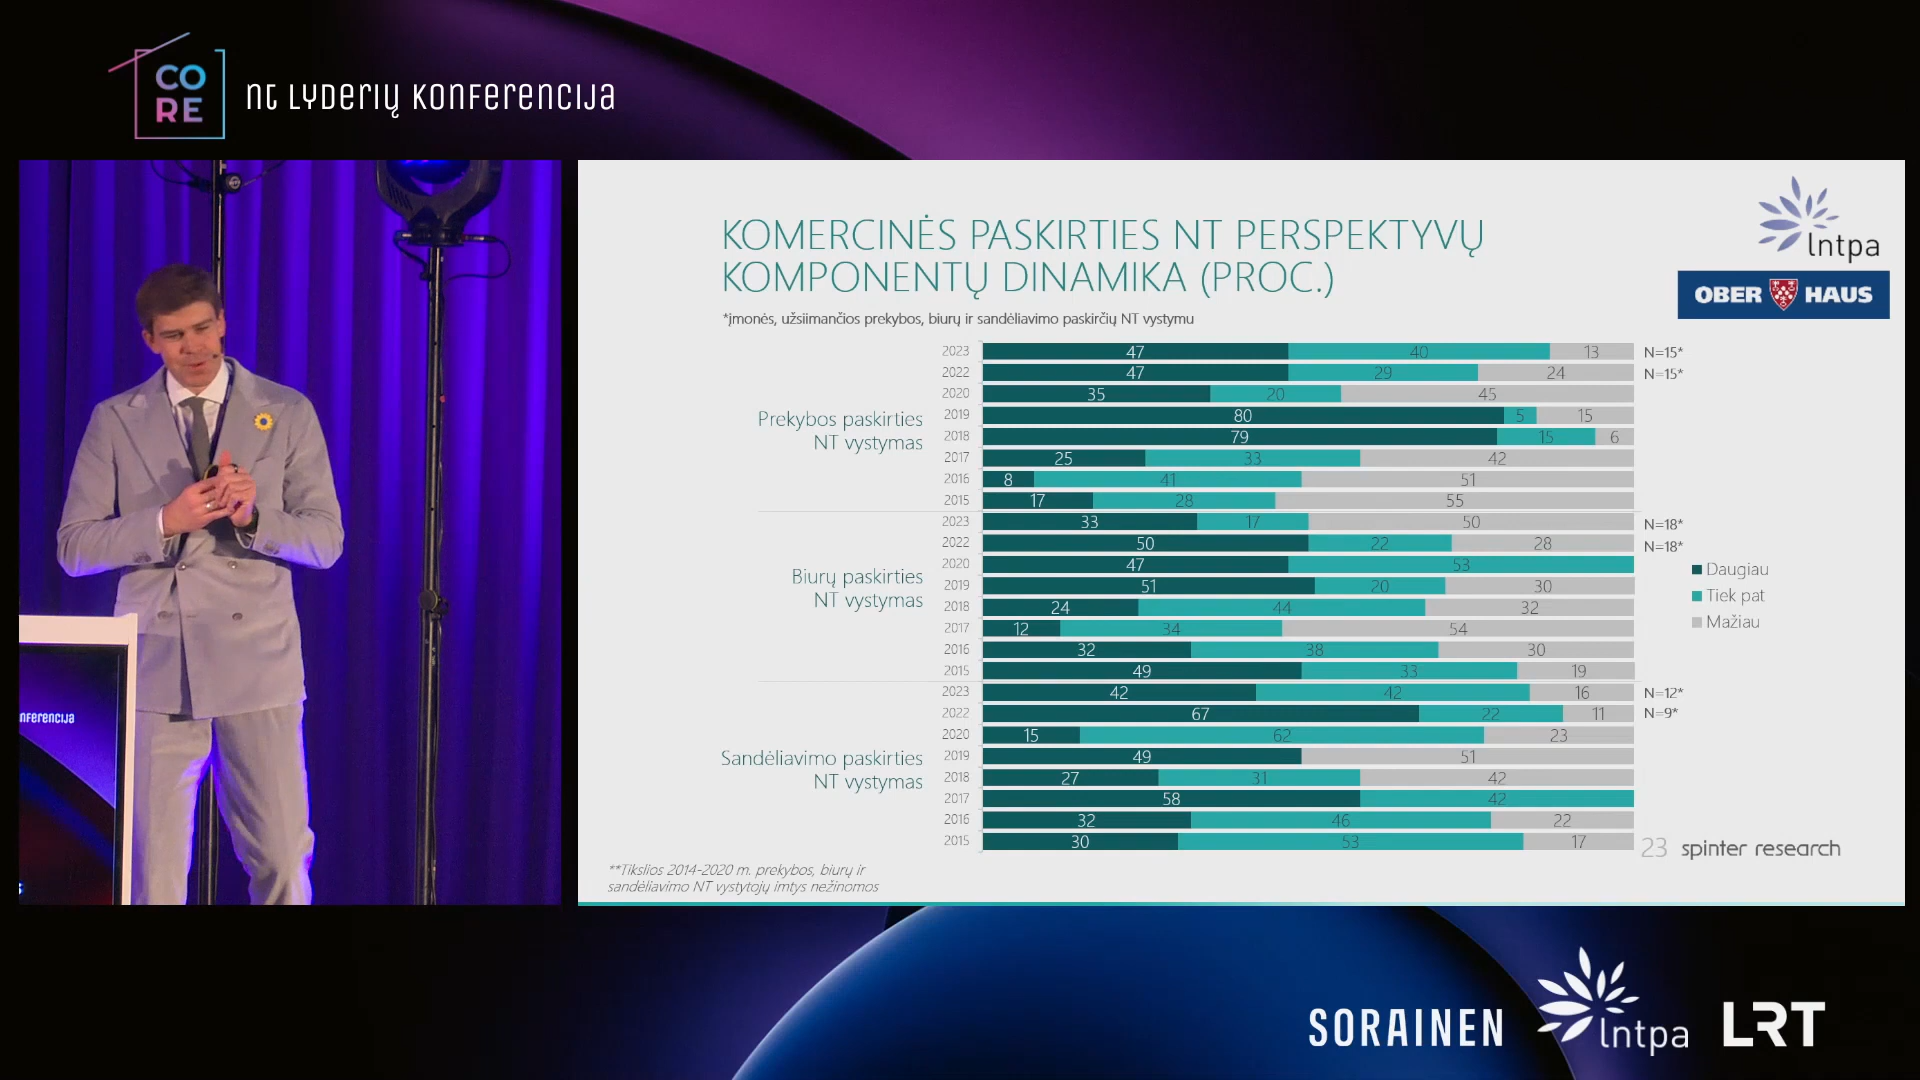 CO
RE
nt Lyderių Konferencija
nferencija
KOMERCINĖS PASKIRTIES NT PERSPEKTYVŲ
KOMPONENTŲ DINAMIKA (PROC.)
*įmonės, užsiimančios prekybos, biurų ir sandėliavimo paskirčių NT vystymu
lntpa
OBER HAUS
Prekybos paskirties
NT vystymas
2023 47 40 13 N=15*
2022 47 29 24 N=15*
2020 35 20 45
2019 80 5 15
2018 79 15 6
2017 25 33 42
2016 8 41 51
2015 17 28 55
Biurų paskirties
NT vystymas
2023 33 17 50 N=18*
2022 50 22 28 N=18*
2020 47 53
2019 51 20 30
2018 24 44 32
2017 12 34 54
2016 32 38 30
2015 49 33 19
Sandėliavimo paskirties
NT vystymas
2023 42 42 16 N=12*
2022 67 22 11 N=9*
2020 15 62 23
2019 49 51
2018 27 31 42
2017 58 42
2016 32 46 22
2015 30 53 17
Daugiau
Tiek pat
Mažiau
**Tikslios 2014-2020 m. prekybos, biurų ir
sandėliavimo NT vystytojų imtys nežinomos
23 spinter research
SORAINEN
lntpa
LRT